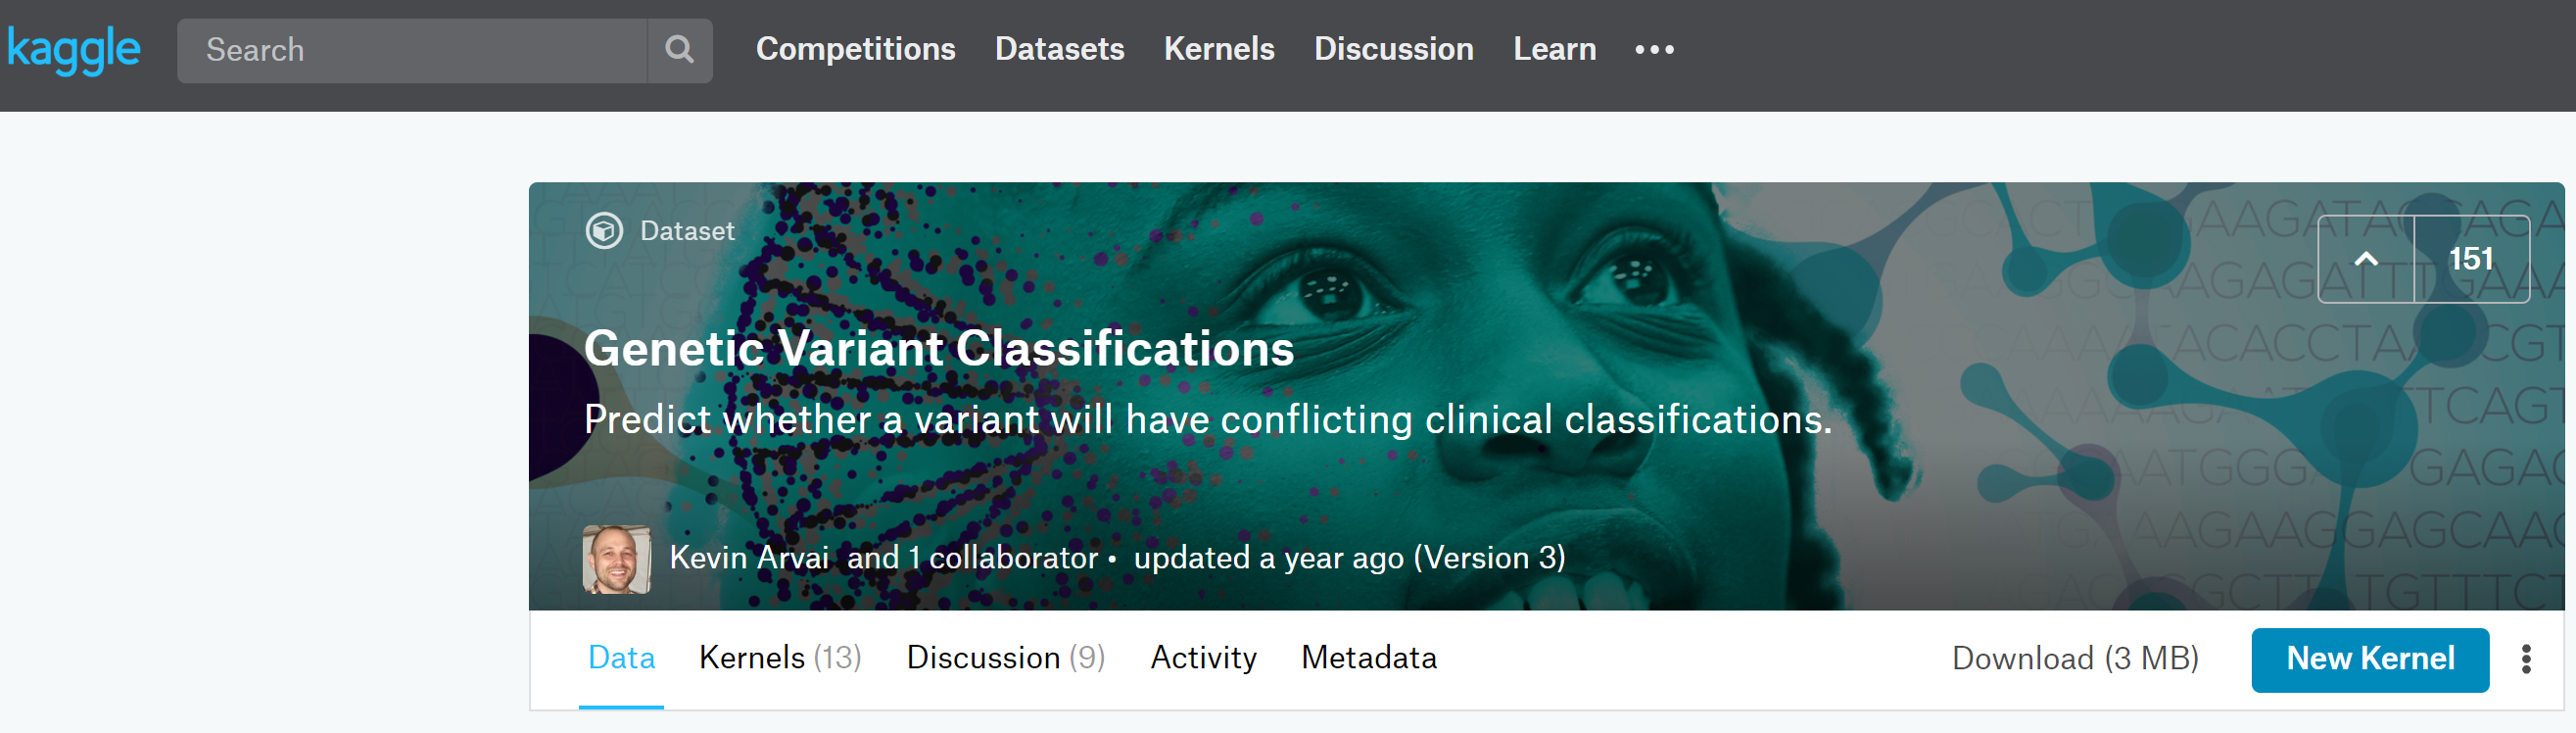 kaggle
Search
Competitions Datasets Kernels Discussion Learn
Dataset
151
Genetic Variant Classifications
Predict whether a variant will have conflicting clinical classifications.
Kevin Arvai and 1 collaborator • updated a year ago (Version 3)
Data Kernels (13) Discussion (9) Activity Metadata Download (3 MB) New Kernel